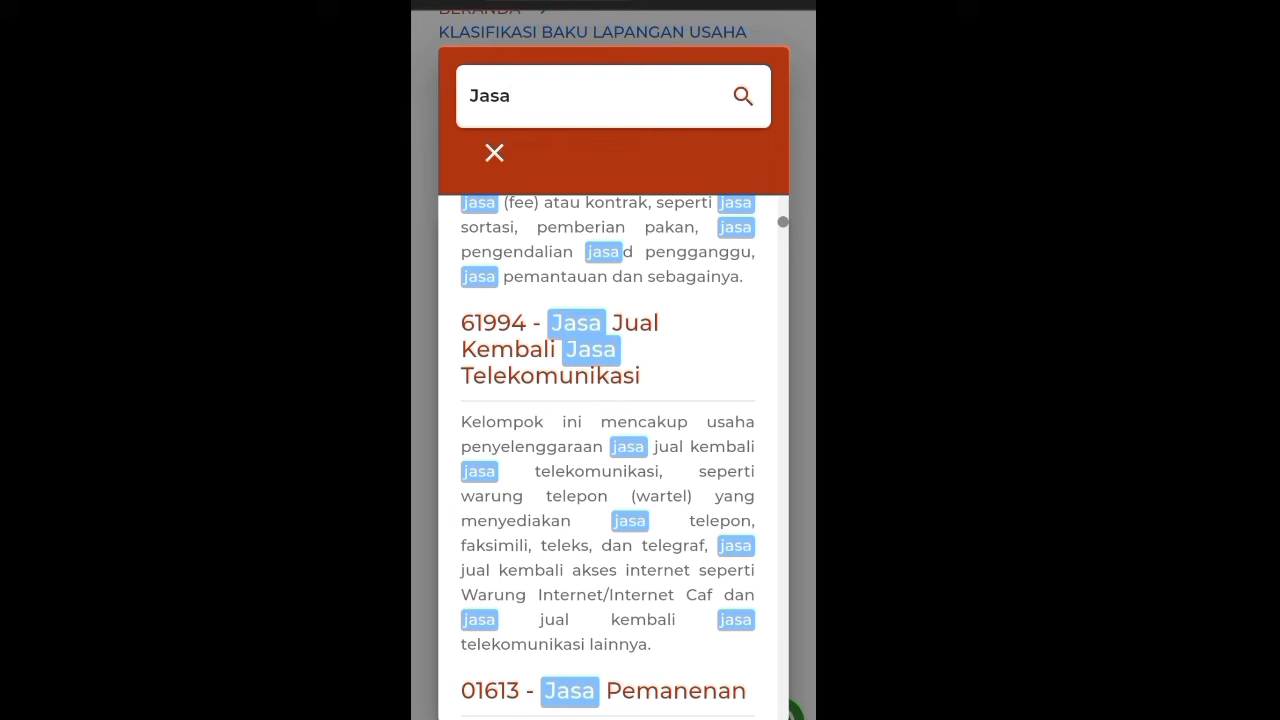 BERANDA
KLASIFIKASI BAKU LAPANGAN USAHA
Jasa
jasa (fee) atau kontrak, seperti jasa
sortasi, pemberian pakan, jasa
pengendalian jasad pengganggu,
jasa pemantauan dan sebagainya.
61994 - Jasa Jual
Kembali Jasa
Telekomunikasi
Kelompok ini mencakup usaha
penyelenggaraan jasa jual kembali
jasa telekomunikasi, seperti
warung telepon (wartel) yang
menyediakan jasa telepon,
faksimili, teleks, dan telegraf, jasa
jual kembali akses internet seperti
Warung Internet/Internet Caf dan
jasa jual kembali jasa
telekomunikasi lainnya.
01613 - Jasa Pemanenan